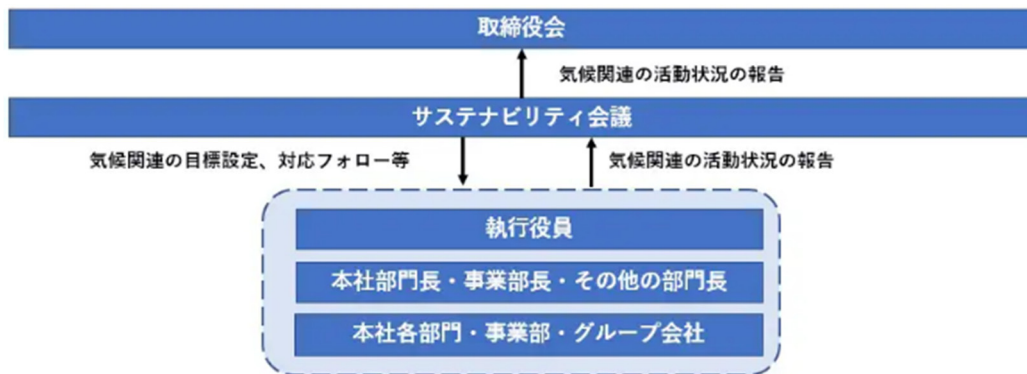 取締役会
気候関連の活動状況の報告
サステナビリティ会議
気候関連の目標設定、対応フォロー等
気候関連の活動状況の報告
執行役員
本社部門長・事業部長・その他の部門長
本社各部門・事業部・グループ会社